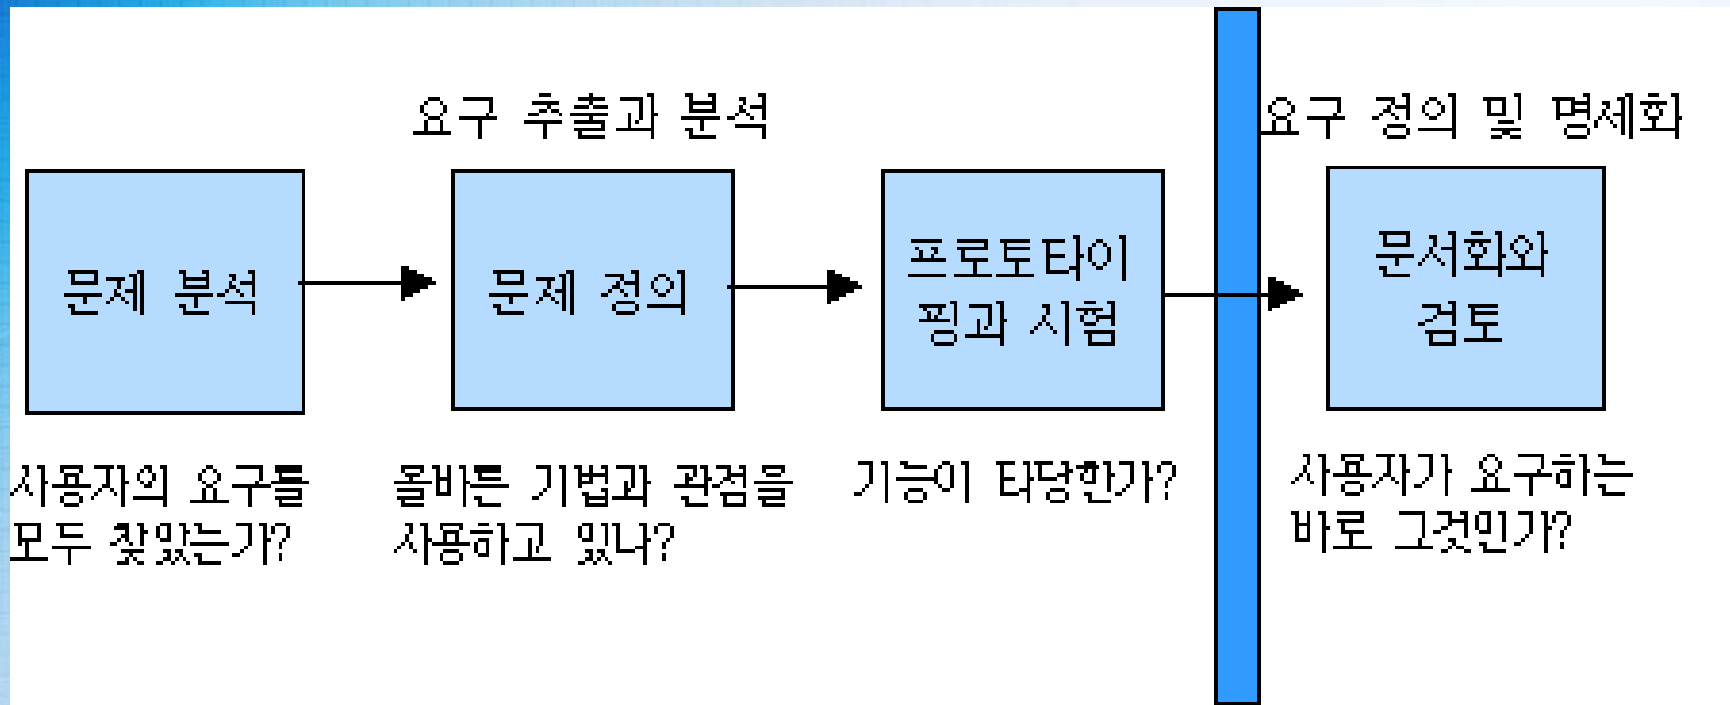 요구 추출과 분석
요구 정의 및 명세화
문제 분석
문제 정의
프로토타이
핑과 시험
문서화와
검토
사용자의 요구를
모두 찾았는가?
올바른 기법과 관점을
사용하고 있나?
기능이 타당한가?
사용자가 요구하는
바로 그것인가?